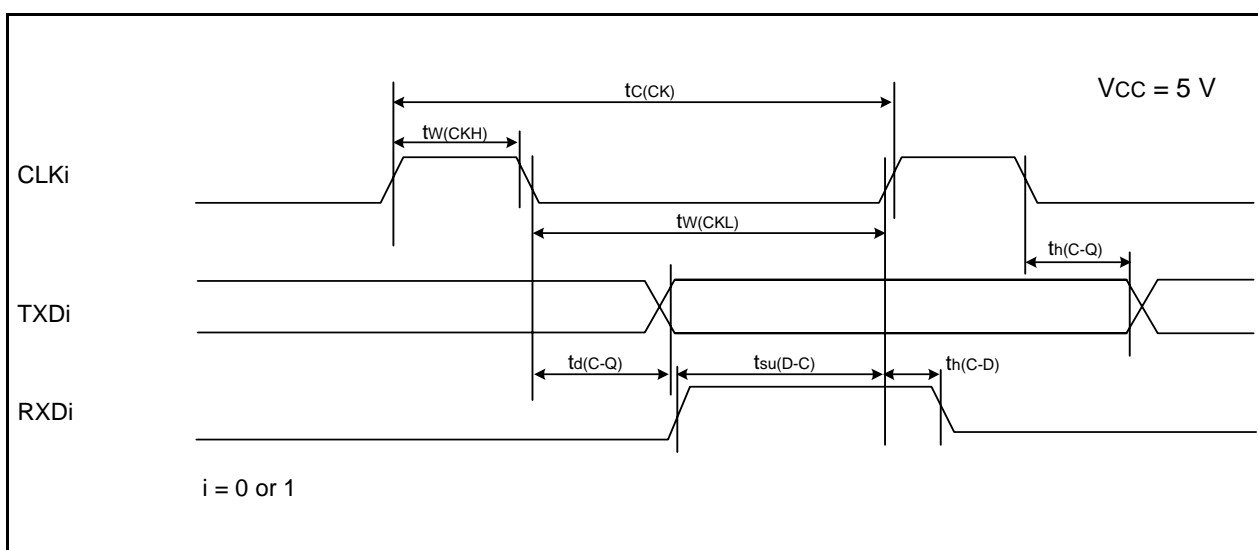 tC(CK)
VCC = 5 V
tW(CKH)
CLKi
tW(CKL)
th(C-Q)
TXDi
td(C-Q)
tsu(D-C)
th(C-D)
RXDi
i = 0 or 1